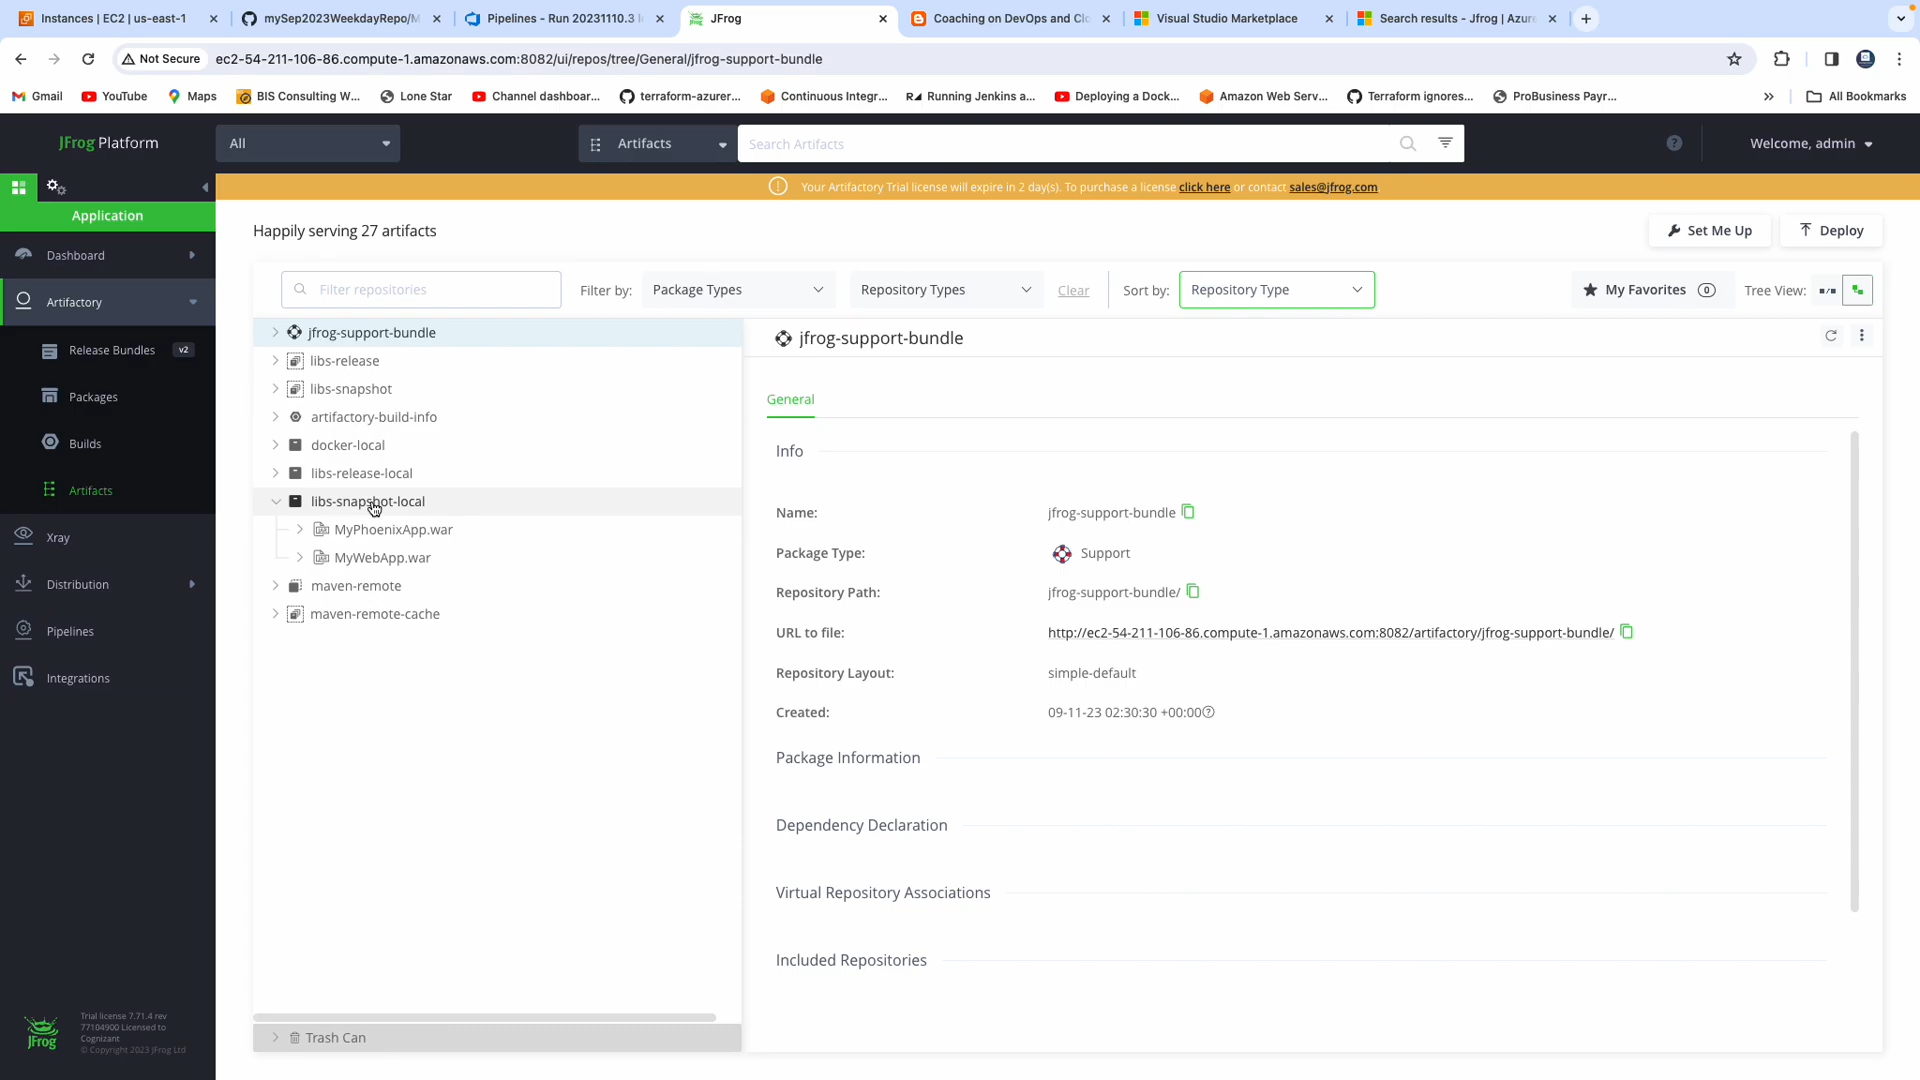 Instances | EC2 | us-east-1
mySep2023WeekdayRepo/M
Pipelines - Run 20231110.3 l
JFrog
Coaching on DevOps and Cl
Visual Studio Marketplace
Search results - Jfrog | Azur
Not Secure
ec2-54-211-106-86.compute-1.amazonaws.com:8082/ui/repos/tree/General/jfrog-support-bundle
Gmail
YouTube
Maps
BIS Consulting W...
Lone Star
Channel dashboar...
terraform-azurer...
Continuous Integr...
Running Jenkins a...
Deploying a Dock...
Amazon Web Serv...
Terraform ignores...
ProBusiness Payr...
All Bookmarks
JFrog Platform
All
Artifacts
Search Artifacts
Welcome, admin
Your Artifactory Trial license will expire in 2 day(s). To purchase a license click here or contact sales@jfrog.com
Application
Dashboard
Artifactory
Release Bundles v2
Packages
Builds
Artifacts
Xray
Distribution
Pipelines
Integrations
Trial license 7.71.4 rev
77104900 Licensed to
Cognizant
© Copyright 2023 JFrog Ltd
JFrog
Happily serving 27 artifacts
Set Me Up
Deploy
Filter repositories
Filter by:
Package Types
Repository Types
Clear
Sort by:
Repository Type
My Favorites 0
Tree View:
jfrog-support-bundle
libs-release
libs-snapshot
artifactory-build-info
docker-local
libs-release-local
libs-snapshot-local
MyPhoenixApp.war
MyWebApp.war
maven-remote
maven-remote-cache
Trash Can
jfrog-support-bundle
General
Info
Name: jfrog-support-bundle
Package Type: Support
Repository Path: jfrog-support-bundle/
URL to file: http://ec2-54-211-106-86.compute-1.amazonaws.com:8082/artifactory/jfrog-support-bundle/
Repository Layout: simple-default
Created: 09-11-23 02:30:30 +00:00
Package Information
Dependency Declaration
Virtual Repository Associations
Included Repositories